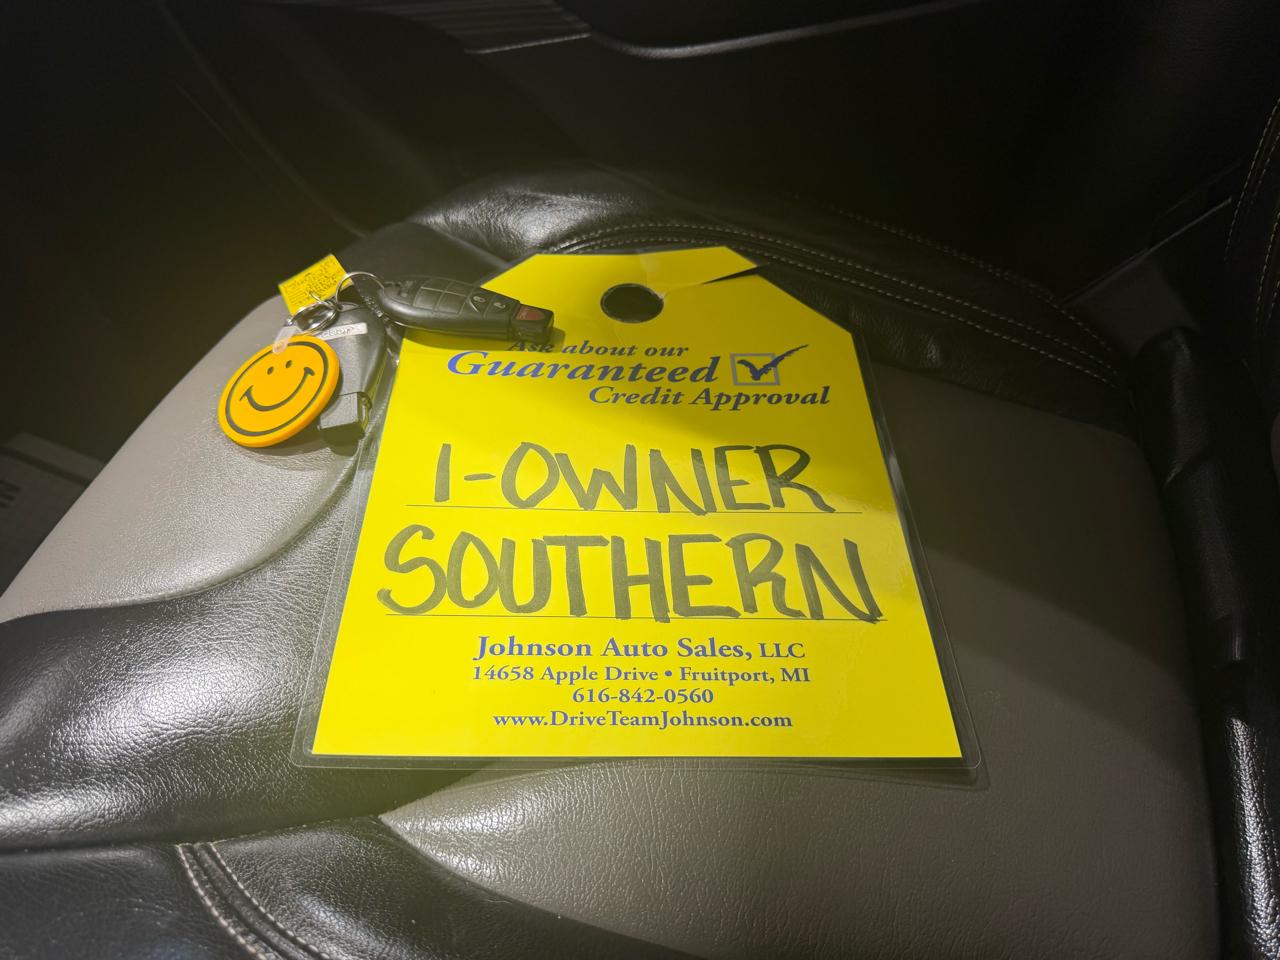 Ask about our
Guaranteed
Credit Approval
1-OWNER
SOUTHERN
Johnson Auto Sales, LLC
14658 Apple Drive • Fruitport, MI
616-842-0560
www.DriveTeamJohnson.com